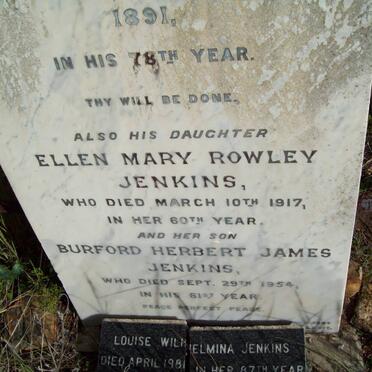 1891,
IN HIS 78TH YEAR.
THY WILL BE DONE.
ALSO HIS DAUGHTER
ELLEN MARY ROWLEY
JENKINS,
WHO DIED MARCH 10TH 1917,
IN HER 60TH YEAR.
AND HER SON
BURFORD HERBERT JAMES
JENKINS,
WHO DIED SEPT. 29TH 1954,
IN HIS 61ST YEAR
PEACE PERFECT PEACE.
LOUISE WILHELMINA JENKINS
DIED APRIL 1981 IN HER 87TH YEAR